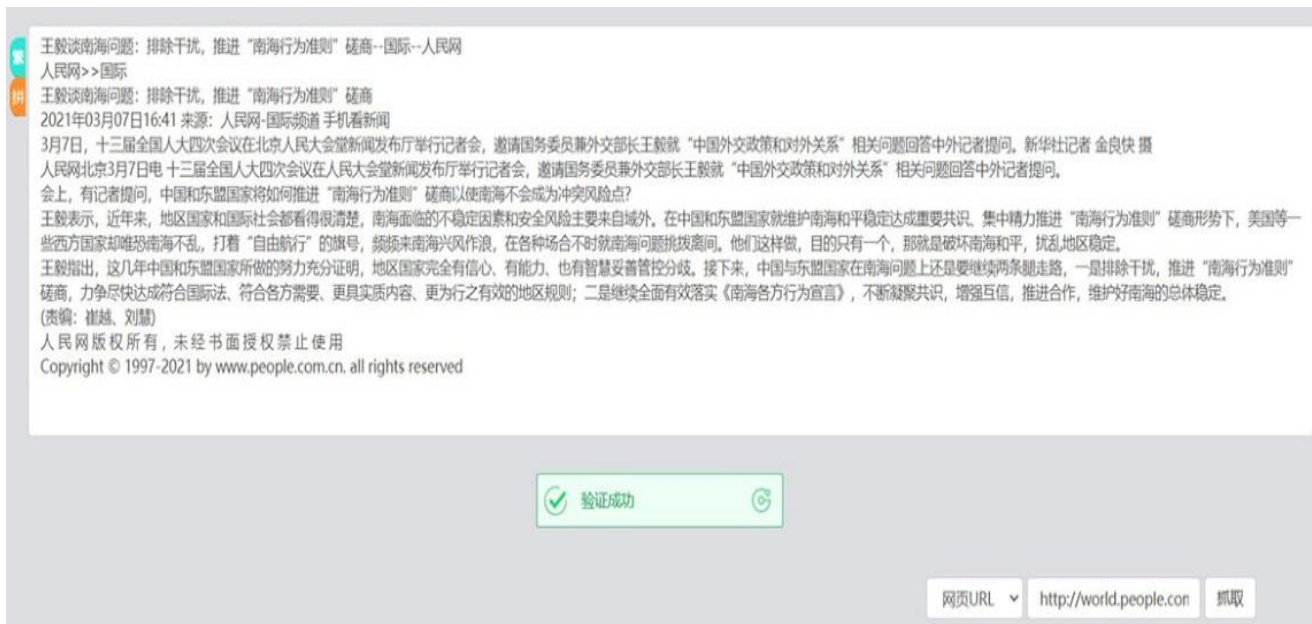 王毅谈南海问题：排除干扰，推进“南海行为准则”磋商--国际--人民网
繁
人民网>>国际
拼
王毅谈南海问题：排除干扰，推进“南海行为准则”磋商
2021年03月07日16:41 来源：人民网-国际频道 手机看新闻
3月7日，十三届全国人大四次会议在北京人民大会堂新闻发布厅举行记者会，邀请国务委员兼外交部长王毅就“中国外交政策和对外关系”相关问题回答中外记者提问。新华社记者 金良快 摄
人民网北京3月7日电 十三届全国人大四次会议在人民大会堂新闻发布厅举行记者会，邀请国务委员兼外交部长王毅就“中国外交政策和对外关系”相关问题回答中外记者提问。
会上，有记者提问，中国和东盟国家将如何推进“南海行为准则”磋商以使南海不会成为冲突风险点？
王毅表示，近年来，地区国家和国际社会都看得很清楚，南海面临的不稳定因素和安全风险主要来自域外。在中国和东盟国家就维护南海和平稳定达成重要共识、集中精力推进“南海行为准则”磋商形势下，美国等一
些西方国家却唯恐南海不乱，打着“自由航行”的旗号，频频来南海兴风作浪，在各种场合不时就南海问题挑拨离间。他们这样做，目的只有一个，那就是破坏南海和平，扰乱地区稳定。
王毅指出，这几年中国和东盟国家所做的努力充分证明，地区国家完全有信心、有能力、也有智慧妥善管控分歧。接下来，中国与东盟国家在南海问题上还是要继续两条腿走路，一是排除干扰，推进“南海行为准则”
磋商，力争尽快达成符合国际法、符合各方需要、更具实质内容、更为行之有效的地区规则；二是继续全面有效落实《南海各方行为宣言》，不断凝聚共识，增强互信，推进合作，维护好南海的总体稳定。
(责编：崔越、刘慧)
人 民 网 版 权 所 有 ，未 经 书 面 授 权 禁 止 使 用
Copyright © 1997-2021 by www.people.com.cn. all rights reserved
验证成功
网页URL http://world.people.con 抓取